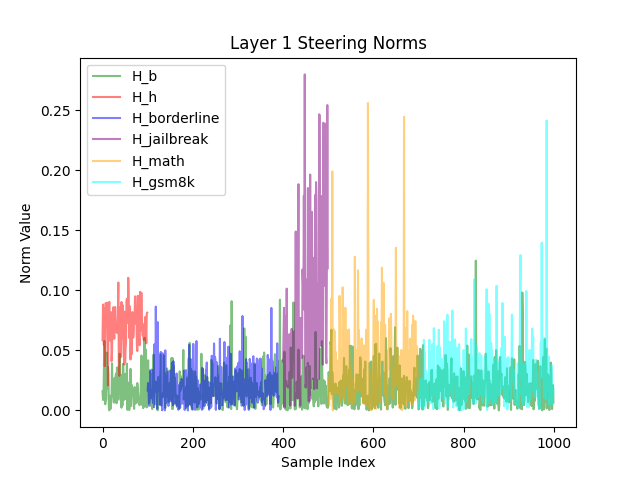 Layer 1 Steering Norms
H_b
H_h
H_borderline
H_jailbreak
H_math
H_gsm8k
Norm Value
0.25
0.20
0.15
0.10
0.05
0.00
0 200 400 600 800 1000
Sample Index